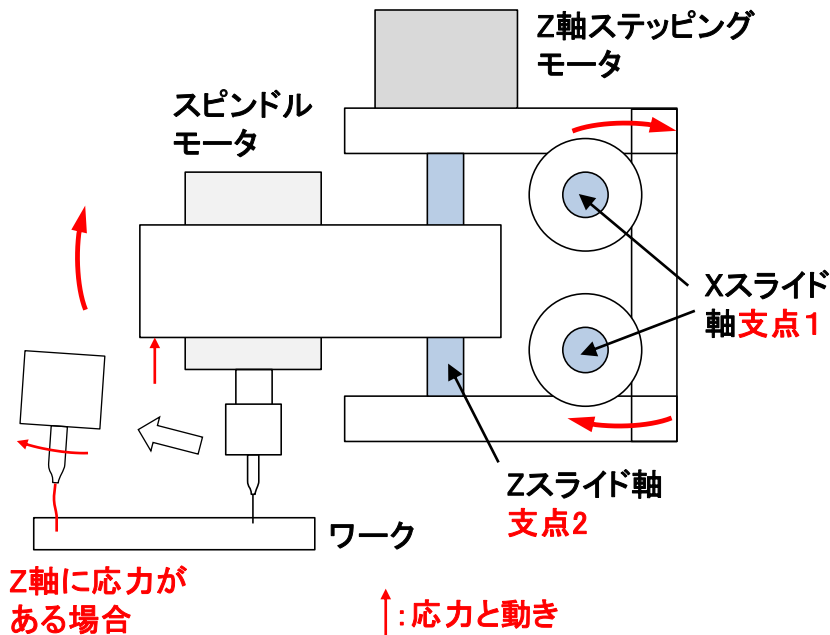 Z軸ステッピング
モータ
スピンドル
モータ
Xスライド
軸支点1
Zスライド軸
支点2
ワーク
Z軸に応力が
ある場合
:応力と動き